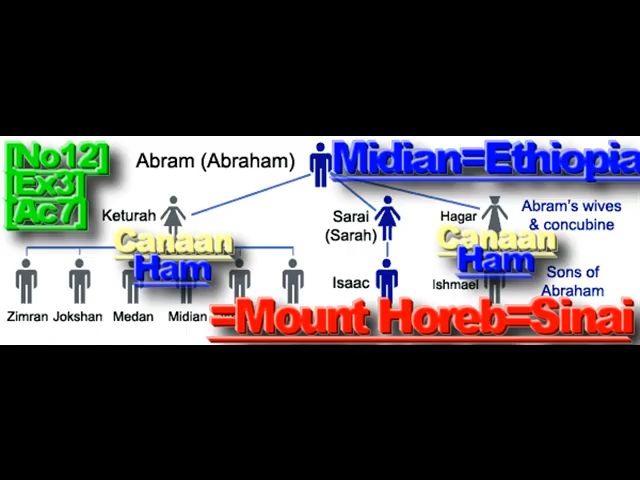 [No12]
[Ex3]
[Ac7]
Abram (Abraham)
Midian=Ethiopia
Keturah
Sarai
(Sarah)
Hagar
Abram's wives
& concubine
Canaan
Ham
Canaan
Ham
Isaac
Ishmael
Sons of
Abraham
Zimran Jokshan Medan Midian
=Mount Horeb=Sinai